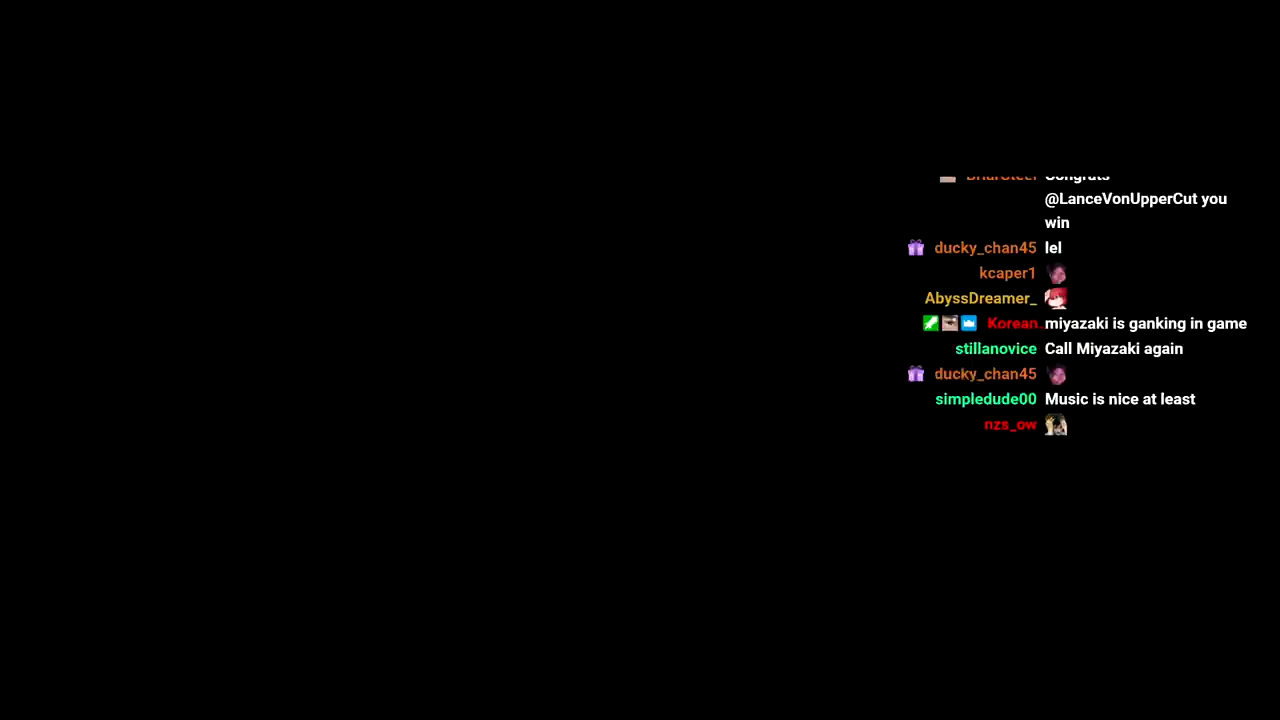 BriarSteel Congrats
@LanceVonUpperCut you
win
ducky_chan45 lel
kcaper1
AbyssDreamer_
Korean. miyazaki is ganking in game
stillanovice Call Miyazaki again
ducky_chan45
simpledude00 Music is nice at least
nzs_ow